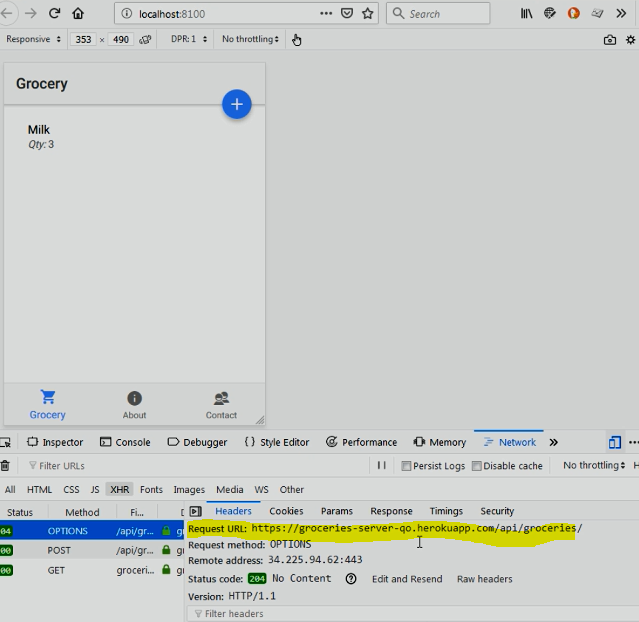 localhost:8100
Search
Responsive 353 × 490 DPR: 1 No throttling
Grocery
+
Milk
Qty: 3
Grocery About Contact
Inspector Console Debugger { } Style Editor Performance Memory Network
Filter URLs Persist Logs Disable cache No throttling H
All HTML CSS JS XHR Fonts Images Media WS Other
Status Method Fi... D
Headers Cookies Params Response Timings Security
04 OPTIONS /api/gr... gr
00 POST /api/gr... gr
00 GET groceri... gr
Request URL: https://groceries-server-qo.herokuapp.com/api/groceries/
Request method: OPTIONS
Remote address: 34.225.94.62:443
Status code: 204 No Content ? Edit and Resend Raw headers
Version: HTTP/1.1
Filter headers